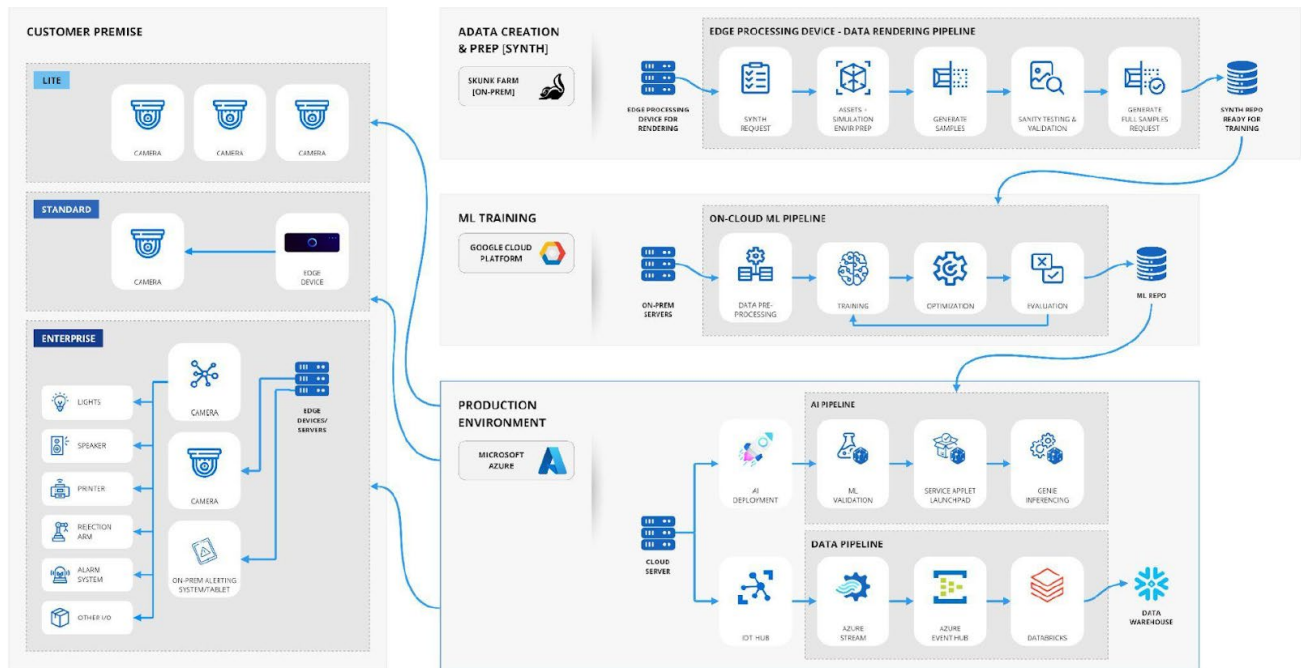 CUSTOMER PREMISE
LITE
CAMERA
CAMERA
CAMERA
STANDARD
CAMERA
EDGE
DEVICE
ENTERPRISE
LIGHTS
SPEAKER
PRINTER
REJECTION
ARM
ALARM
SYSTEM
OTHER I/O
CAMERA
CAMERA
ON-PREM ALERTING
SYSTEM/TABLET
EDGE
DEVICES/
SERVERS
ADATA CREATION
& PREP [SYNTH]
SKUNK FARM
[ON-PREM]
EDGE PROCESSING
DEVICE FOR
RENDERING
EDGE PROCESSING DEVICE - DATA RENDERING PIPELINE
SYNTH
REQUEST
ASSETS +
SIMULATION
ENVIR PREP
GENERATE
SAMPLES
SANITY TESTING &
VALIDATION
GENERATE
FULL SAMPLES
REQUEST
SYNTH REPO
READY FOR
TRAINING
ML TRAINING
GOOGLE CLOUD
PLATFORM
ON-PREM
SERVERS
ON-CLOUD ML PIPELINE
DATA PRE-
PROCESSING
TRAINING
OPTIMIZATION
EVALUATION
ML REPO
PRODUCTION
ENVIRONMENT
MICROSOFT
AZURE
CLOUD
SERVER
AI
DEPLOYMENT
AI PIPELINE
ML
VALIDATION
SERVICE APPLET
LAUNCHPAD
GENIE
INFERENCING
IOT HUB
DATA PIPELINE
AZURE
STREAM
AZURE
EVENT HUB
DATABRICKS
DATA
WAREHOUSE